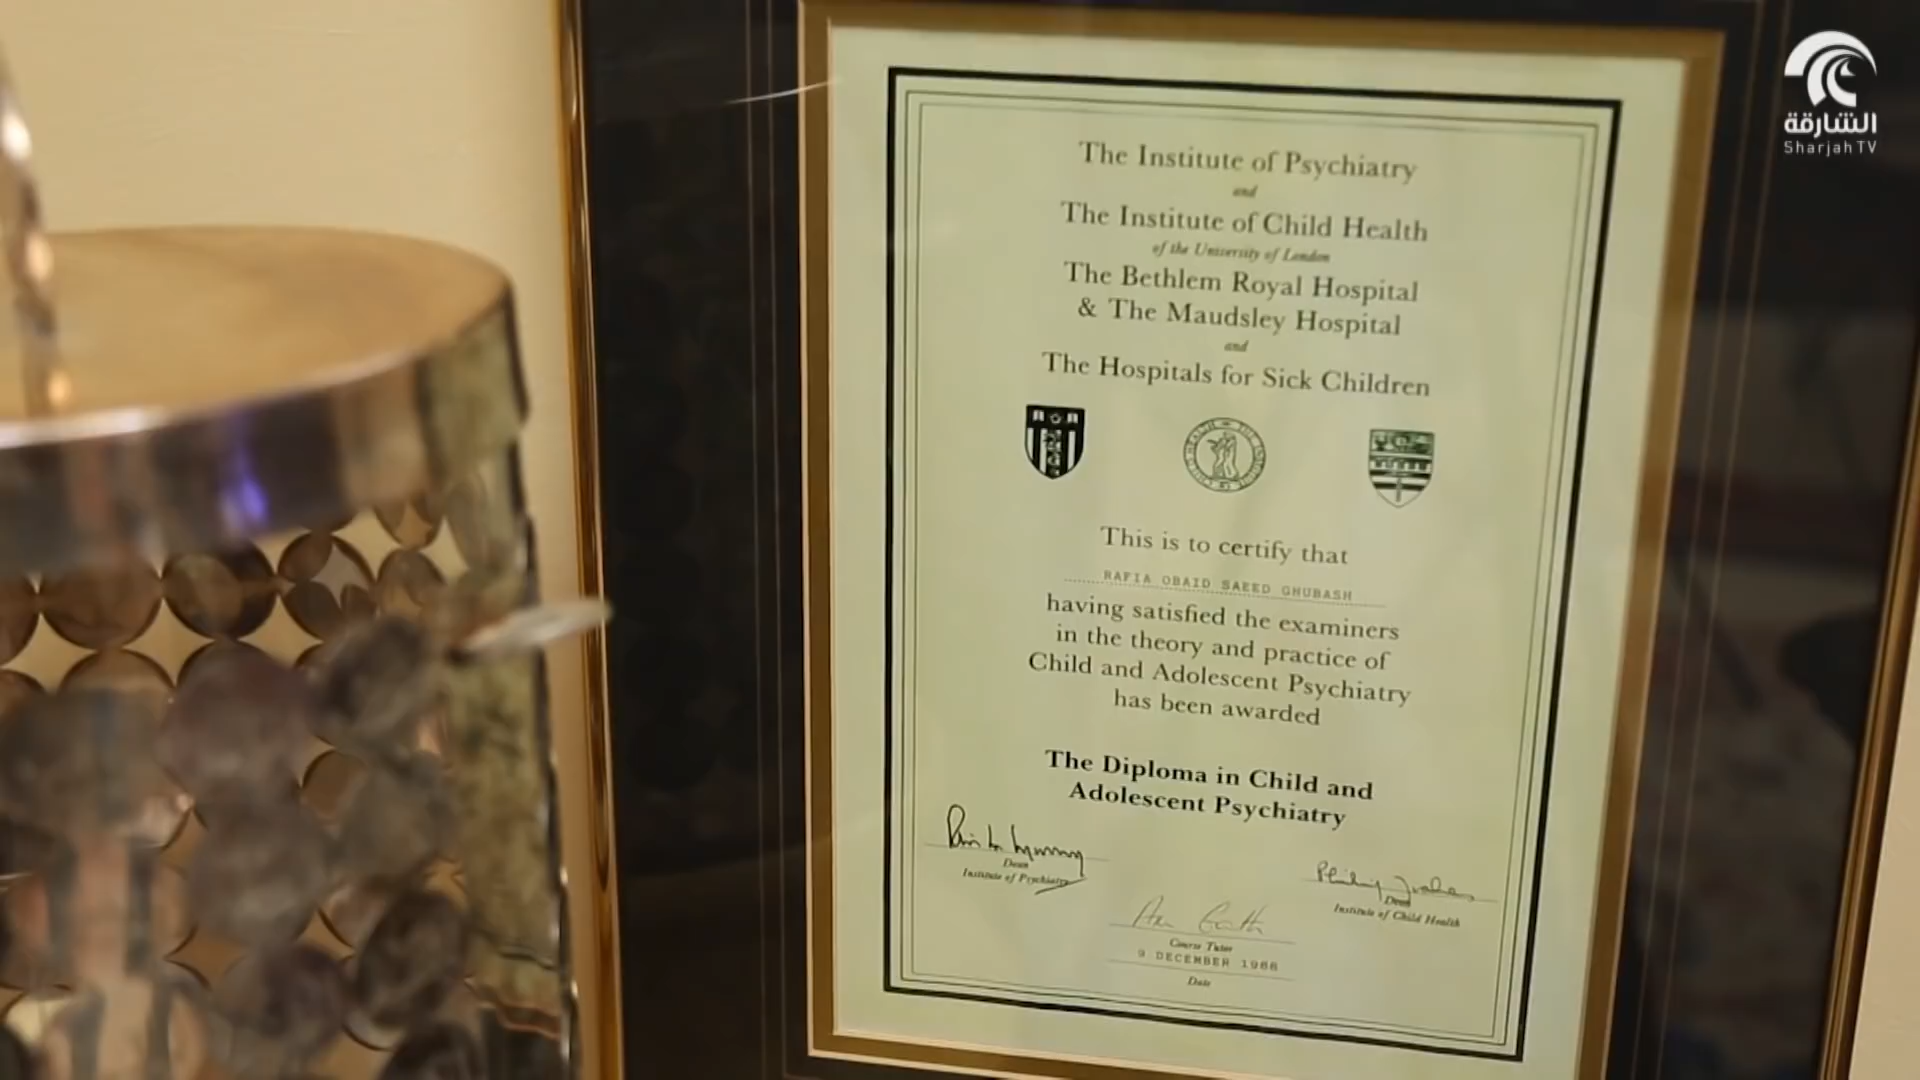 الشارقة
Sharjah TV
The Institute of Psychiatry
and
The Institute of Child Health
of the University of London
The Bethlem Royal Hospital
& The Maudsley Hospital
and
The Hospitals for Sick Children
This is to certify that
RAFIA OBAID SAEED GHUBASH
having satisfied the examiners
in the theory and practice of
Child and Adolescent Psychiatry
has been awarded
The Diploma in Child and
Adolescent Psychiatry
Dean
Institute of Psychiatry
Dean
Institute of Child Health
Course Tutor
9 DECEMBER
Date